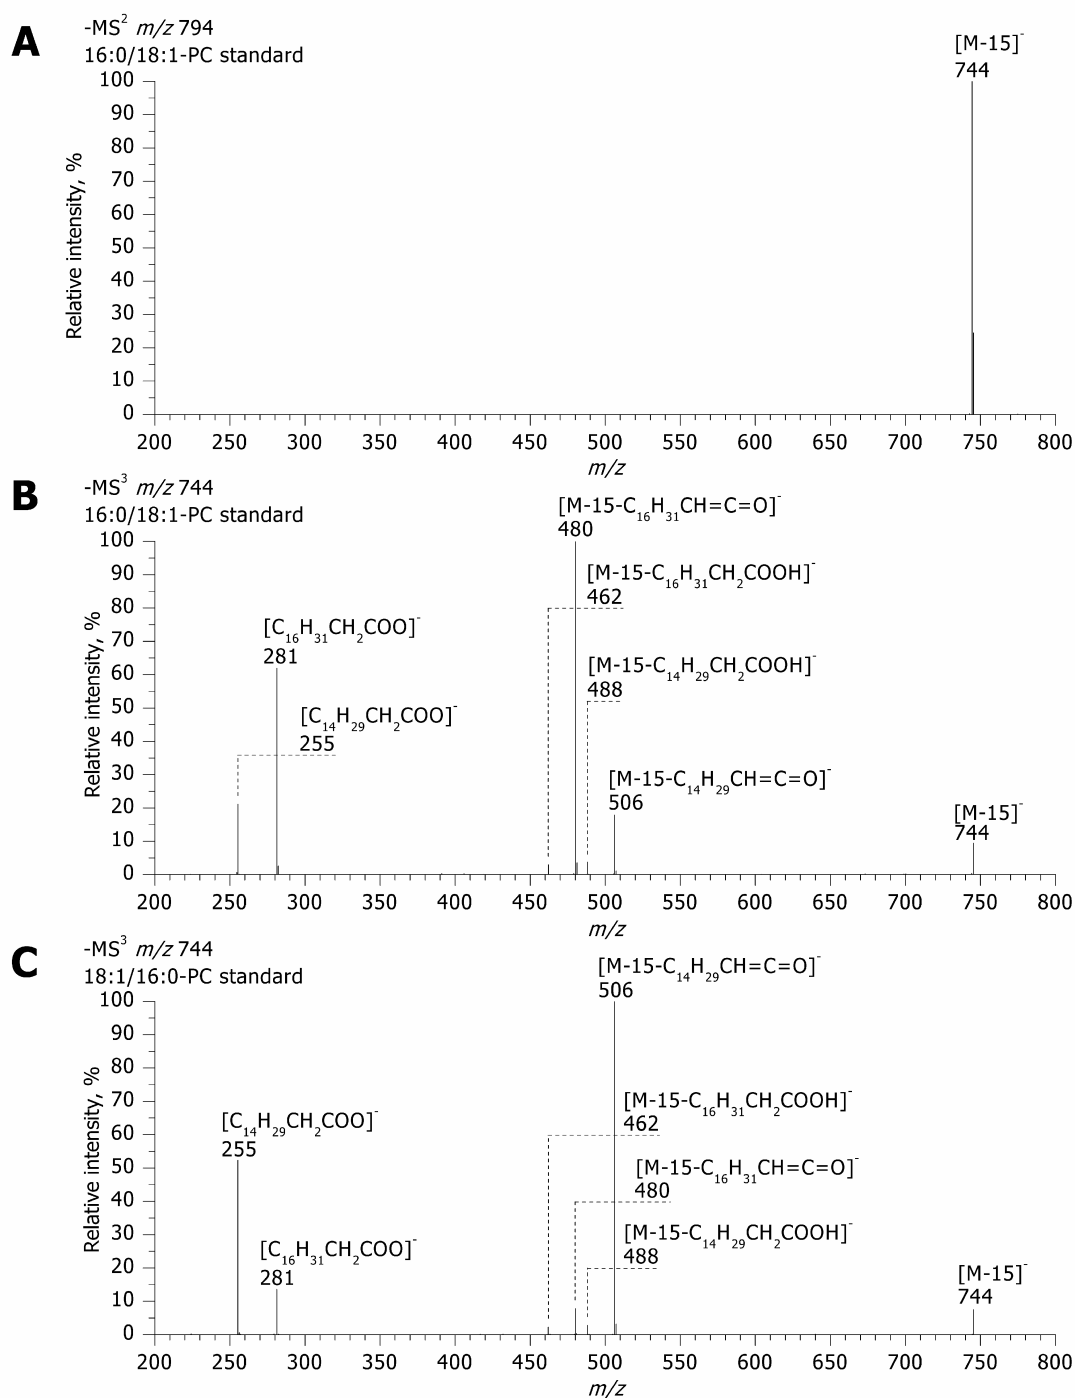 A
-MS² m/z 794
16:0/18:1-PC standard
[M-15]⁻
744
100
90
80
70
60
50
40
30
20
10
0
Relative intensity, %
200 250 300 350 400 450 500 550 600 650 700 750 800
m/z
B
-MS³ m/z 744
16:0/18:1-PC standard
[M-15-C₁₆H₃₁CH=C=O]⁻
480
[M-15-C₁₆H₃₁CH₂COOH]⁻
462
[C₁₆H₃₁CH₂COO]⁻
281
[M-15-C₁₄H₂₉CH₂COOH]⁻
488
[C₁₄H₂₉CH₂COO]⁻
255
[M-15-C₁₄H₂₉CH=C=O]⁻
506
[M-15]⁻
744
100
90
80
70
60
50
40
30
20
10
0
Relative intensity, %
200 250 300 350 400 450 500 550 600 650 700 750 800
m/z
C
-MS³ m/z 744
18:1/16:0-PC standard
[M-15-C₁₄H₂₉CH=C=O]⁻
506
[M-15-C₁₆H₃₁CH₂COOH]⁻
462
[C₁₄H₂₉CH₂COO]⁻
255
[M-15-C₁₆H₃₁CH=C=O]⁻
480
[M-15-C₁₄H₂₉CH₂COOH]⁻
488
[C₁₆H₃₁CH₂COO]⁻
281
[M-15]⁻
744
100
90
80
70
60
50
40
30
20
10
0
Relative intensity, %
200 250 300 350 400 450 500 550 600 650 700 750 800
m/z